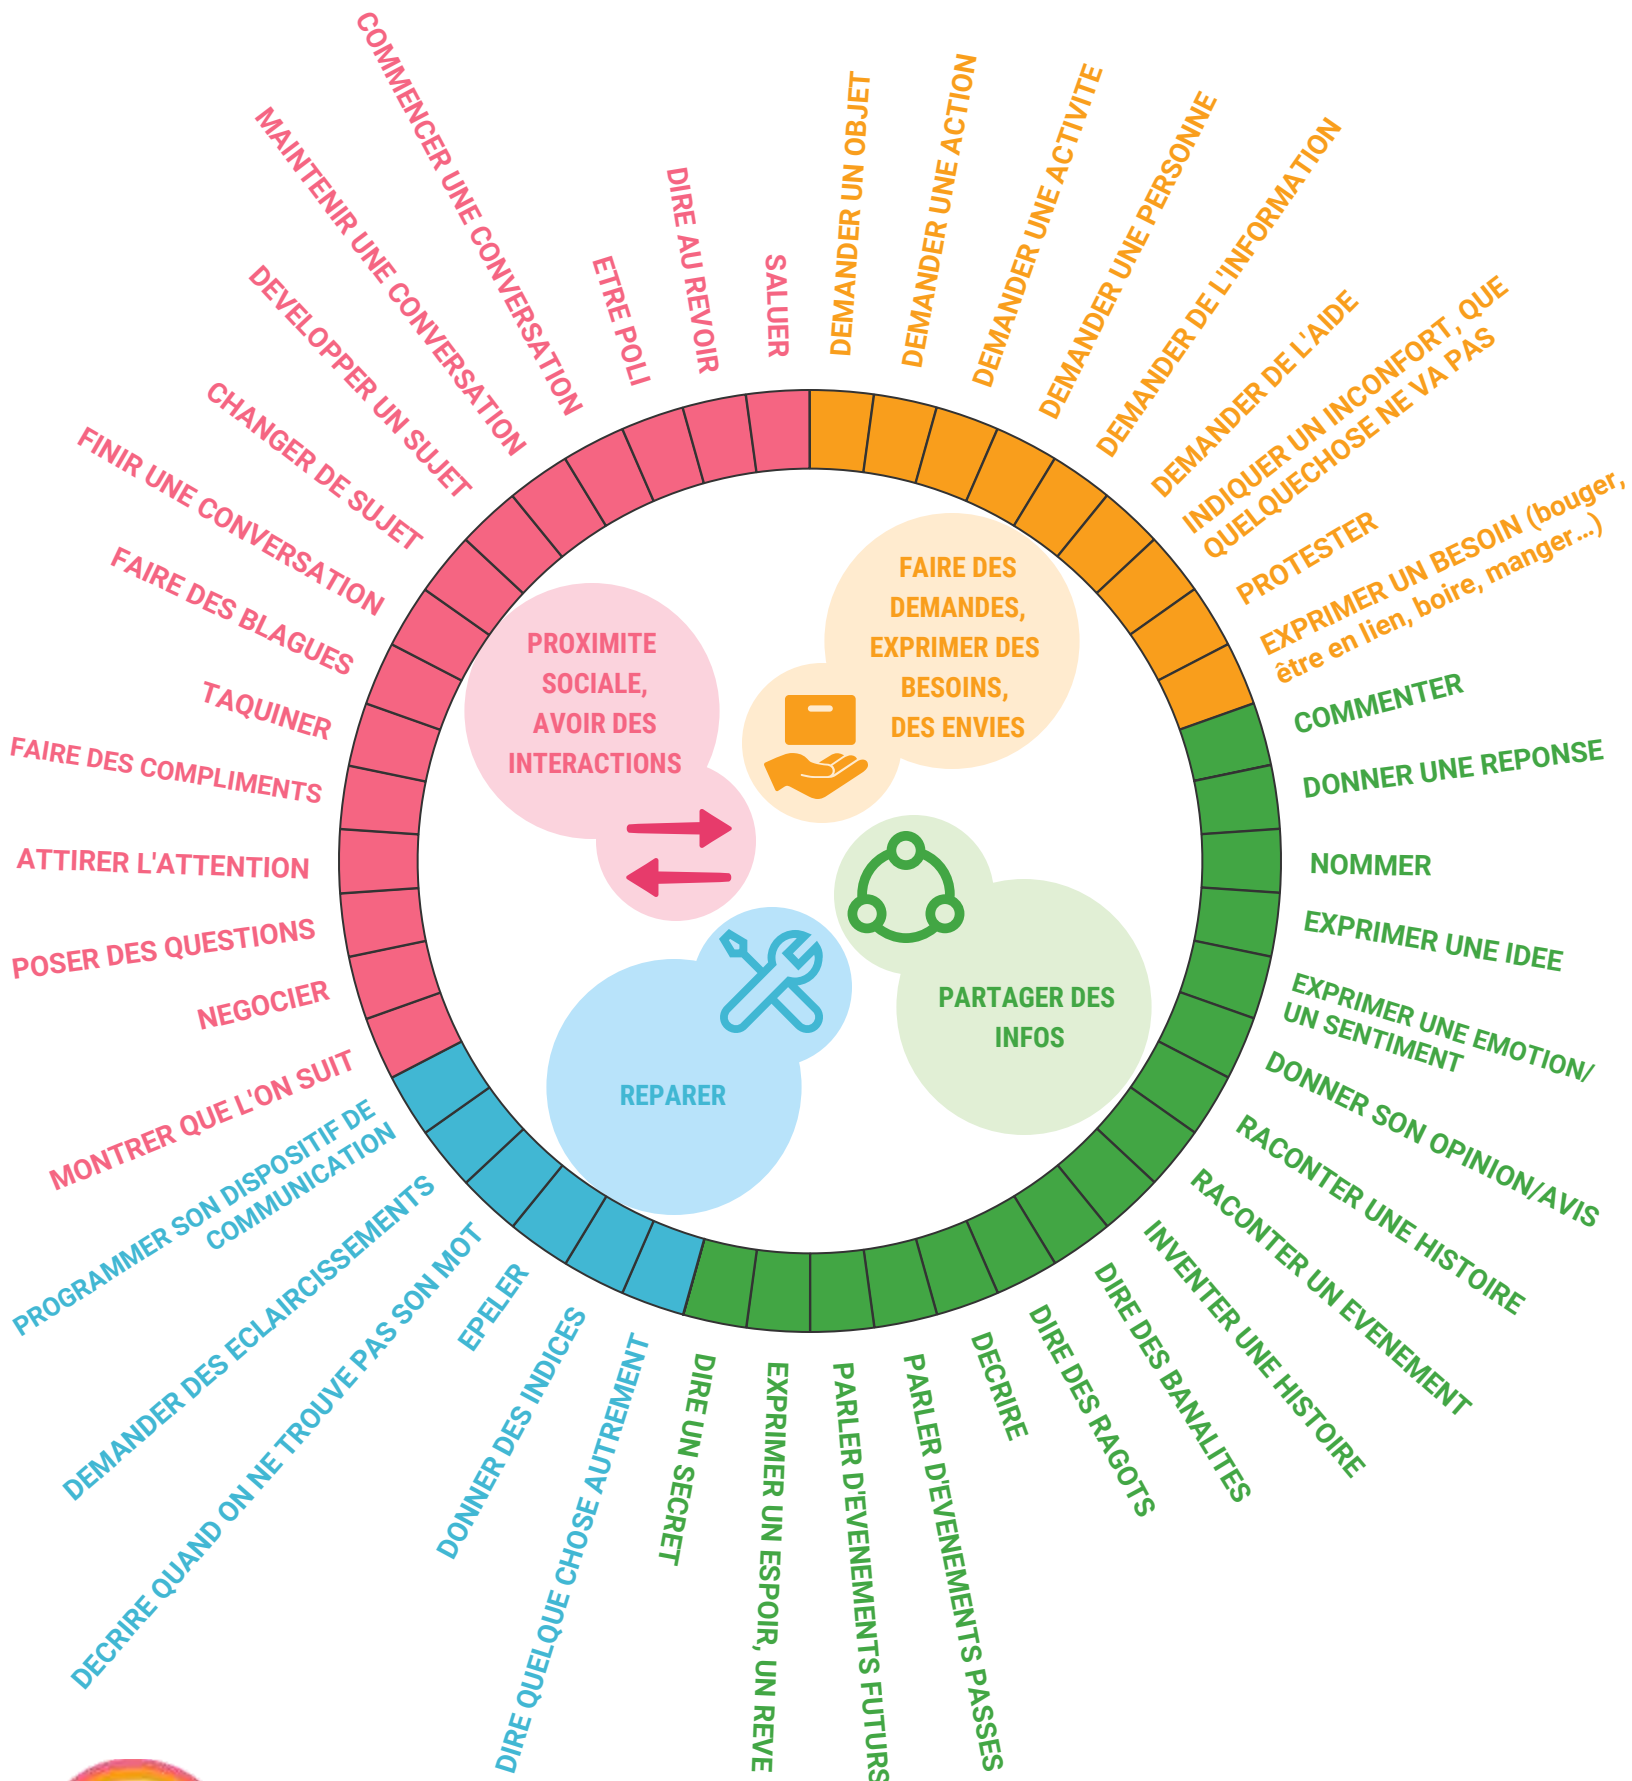 DEMANDER UN OBJET
DEMANDER UNE ACTION
DEMANDER UNE ACTIVITE
DEMANDER UNE PERSONNE
DEMANDER DE L'INFORMATION
DEMANDER DE L'AIDE
INDIQUER UN INCONFORT, QUE
QUELQUECHOSE NE VA PAS
PROTESTER
EXPRIMER UN BESOIN (bouger,
être en lien, boire, manger...)
COMMENTER
DONNER UNE REPONSE
NOMMER
EXPRIMER UNE IDEE
EXPRIMER UNE EMOTION/
UN SENTIMENT
DONNER SON OPINION/AVIS
RACONTER UNE HISTOIRE
RACONTER UN EVENEMENT
INVENTER UNE HISTOIRE
DIRE DES BANALITES
DIRE DES RAGOTS
DECRIRE
PARLER D'EVENEMENTS PASSES
PARLER D'EVENEMENTS FUTURS
EXPRIMER UN ESPOIR, UN REVE
DIRE UN SECRET
DIRE QUELQUE CHOSE AUTREMENT
DONNER DES INDICES
EPELER
DECRIRE QUAND ON NE TROUVE PAS SON MOT
DEMANDER DES ECLAIRCISSEMENTS
PROGRAMMER SON DISPOSITIF DE
COMMUNICATION
MONTRER QUE L'ON SUIT
NEGOCIER
POSER DES QUESTIONS
ATTIRER L'ATTENTION
FAIRE DES COMPLIMENTS
TAQUINER
FAIRE DES BLAGUES
FINIR UNE CONVERSATION
CHANGER DE SUJET
DEVELOPPER UN SUJET
MAINTENIR UNE CONVERSATION
COMMENCER UNE CONVERSATION
ETRE POLI
DIRE AU REVOIR
SALUER
FAIRE DES
DEMANDES,
EXPRIMER DES
BESOINS,
DES ENVIES
PROXIMITE
SOCIALE,
AVOIR DES
INTERACTIONS
PARTAGER DES
INFOS
REPARER